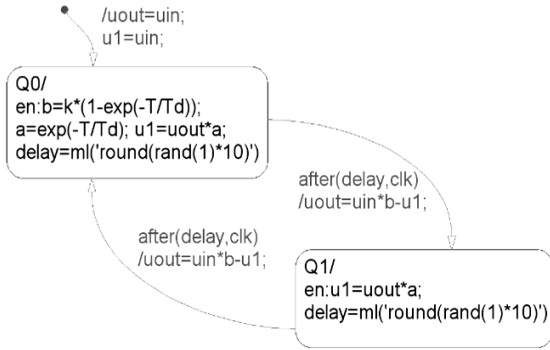 /uout=uin;
u1=uin;
Q0/
en:b=k*(1-exp(-T/Td));
a=exp(-T/Td); u1=uout*a;
delay=ml('round(rand(1)*10)')
after(delay,clk)
/uout=uin*b-u1;
after(delay,clk)
/uout=uin*b-u1;
Q1/
en:u1=uout*a;
delay=ml('round(rand(1)*10)')